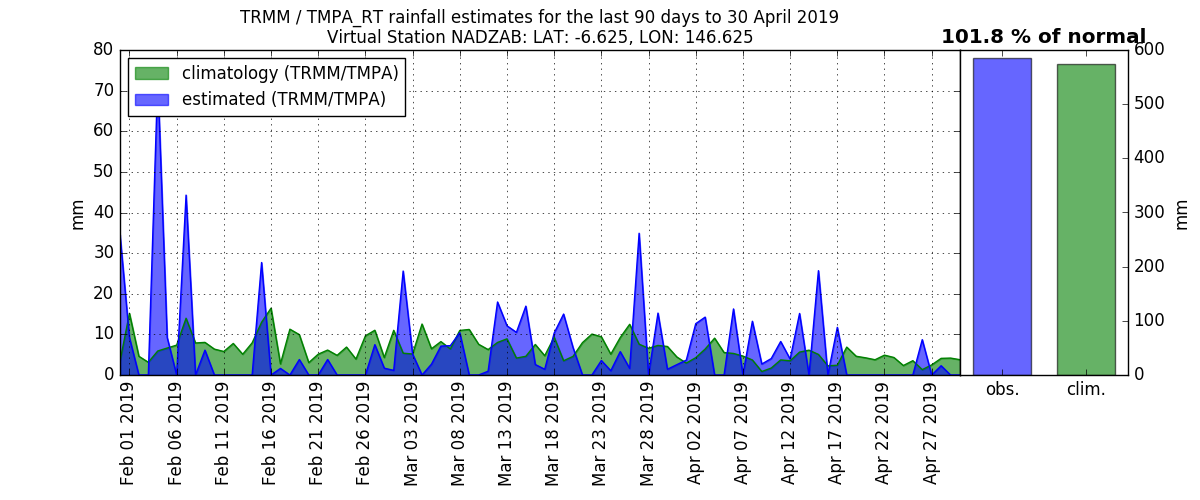 TRMM / TMPA_RT rainfall estimates for the last 90 days to 30 April 2019
Virtual Station NADZAB: LAT: -6.625, LON: 146.625
101.8 % of normal
climatology (TRMM/TMPA)
estimated (TRMM/TMPA)
80
70
60
50
40
30
20
10
0
mm
Feb 01 2019
Feb 06 2019
Feb 11 2019
Feb 16 2019
Feb 21 2019
Feb 26 2019
Mar 03 2019
Mar 08 2019
Mar 13 2019
Mar 18 2019
Mar 23 2019
Mar 28 2019
Apr 02 2019
Apr 07 2019
Apr 12 2019
Apr 17 2019
Apr 22 2019
Apr 27 2019
obs.
clim.
600
500
400
300
200
100
0
mm